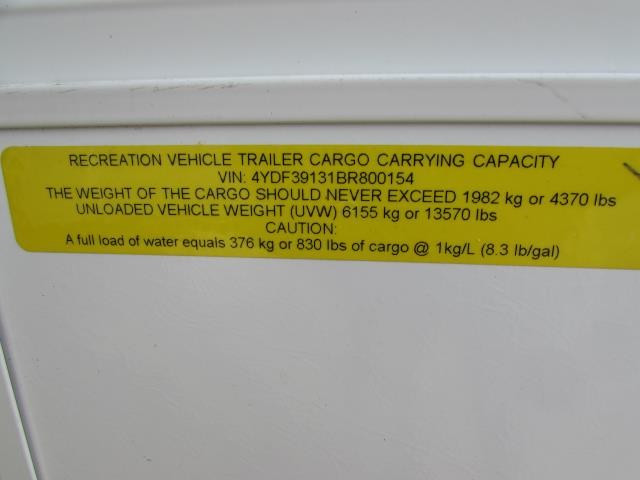 RECREATION VEHICLE TRAILER CARGO CARRYING CAPACITY
VIN: 4YDF39131BR800154
THE WEIGHT OF THE CARGO SHOULD NEVER EXCEED 1982 kg or 4370 lbs
UNLOADED VEHICLE WEIGHT (UVW) 6155 kg or 13570 lbs
CAUTION:
A full load of water equals 376 kg or 830 lbs of cargo @ 1kg/L (8.3 lb/gal)